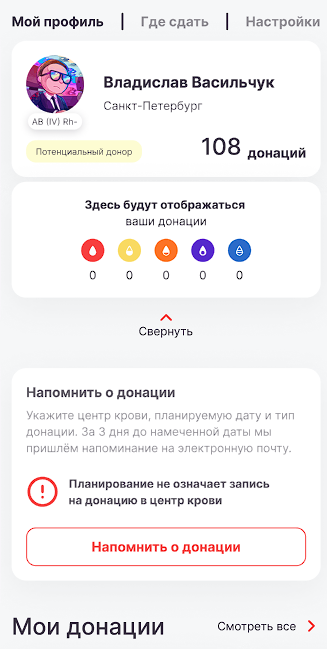 Мой профиль | Где сдать | Настройки
Владислав Васильчук
Санкт-Петербург
AB (IV) Rh-
Потенциальный донор
108 донаций
Здесь будут отображаться
ваши донации
0 0 0 0 0
Свернуть
Напомнить о донации
Укажите центр крови, планируемую дату и тип
донации. За 3 дня до намеченной даты мы
пришлём напоминание на электронную почту.
Планирование не означает запись
на донацию в центр крови
Напомнить о донации
Мои донации
Смотреть все